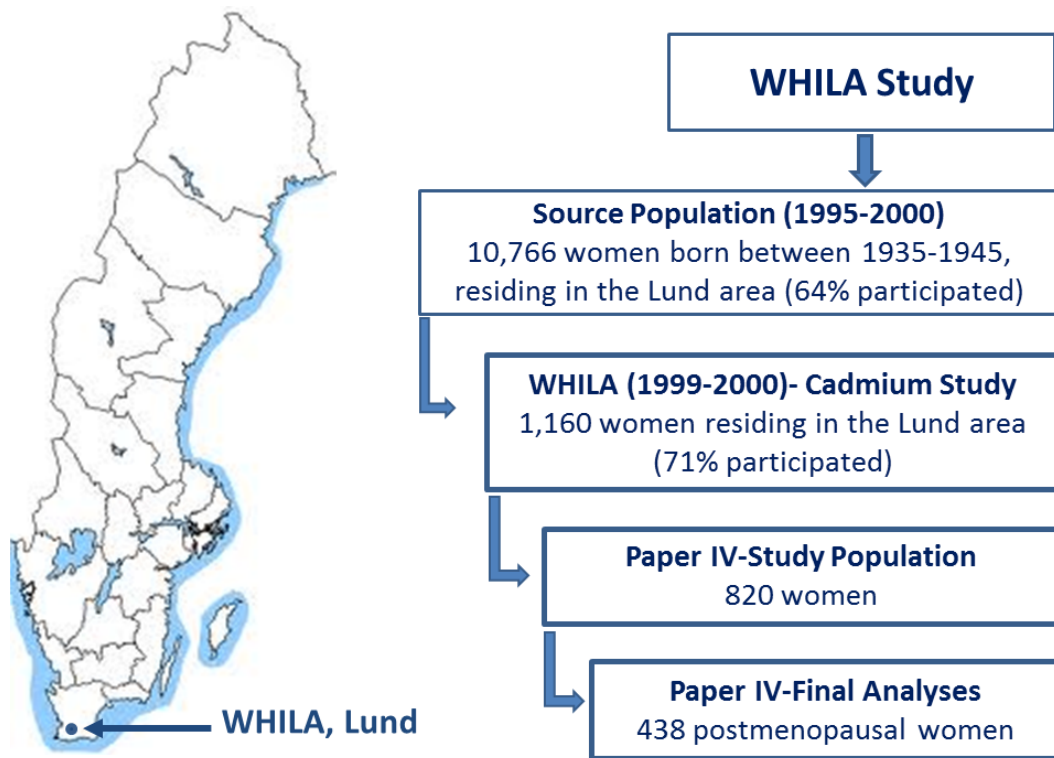 WHILA Study
Source Population (1995-2000)
10,766 women born between 1935-1945,
residing in the Lund area (64% participated)
WHILA (1999-2000)- Cadmium Study
1,160 women residing in the Lund area
(71% participated)
Paper IV-Study Population
820 women
Paper IV-Final Analyses
438 postmenopausal women
WHILA, Lund